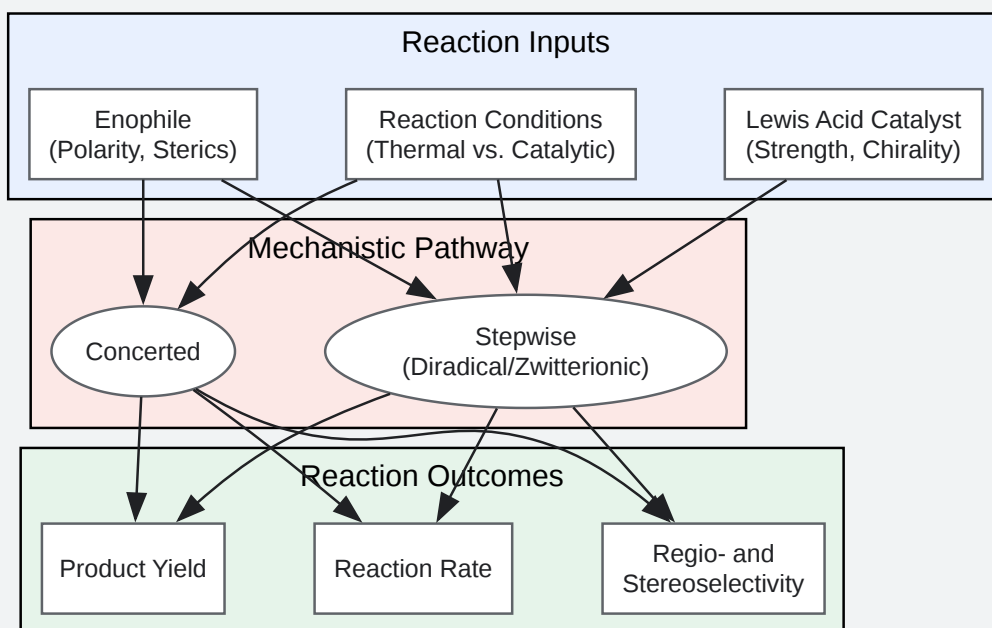 Reaction Inputs
Enophile
(Polarity, Sterics)
Reaction Conditions
(Thermal vs. Catalytic)
Lewis Acid Catalyst
(Strength, Chirality)
Mechanistic Pathway
Concerted
Stepwise
(Diradical/Zwitterionic)
Reaction Outcomes
Product Yield
Reaction Rate
Regio- and
Stereoselectivity